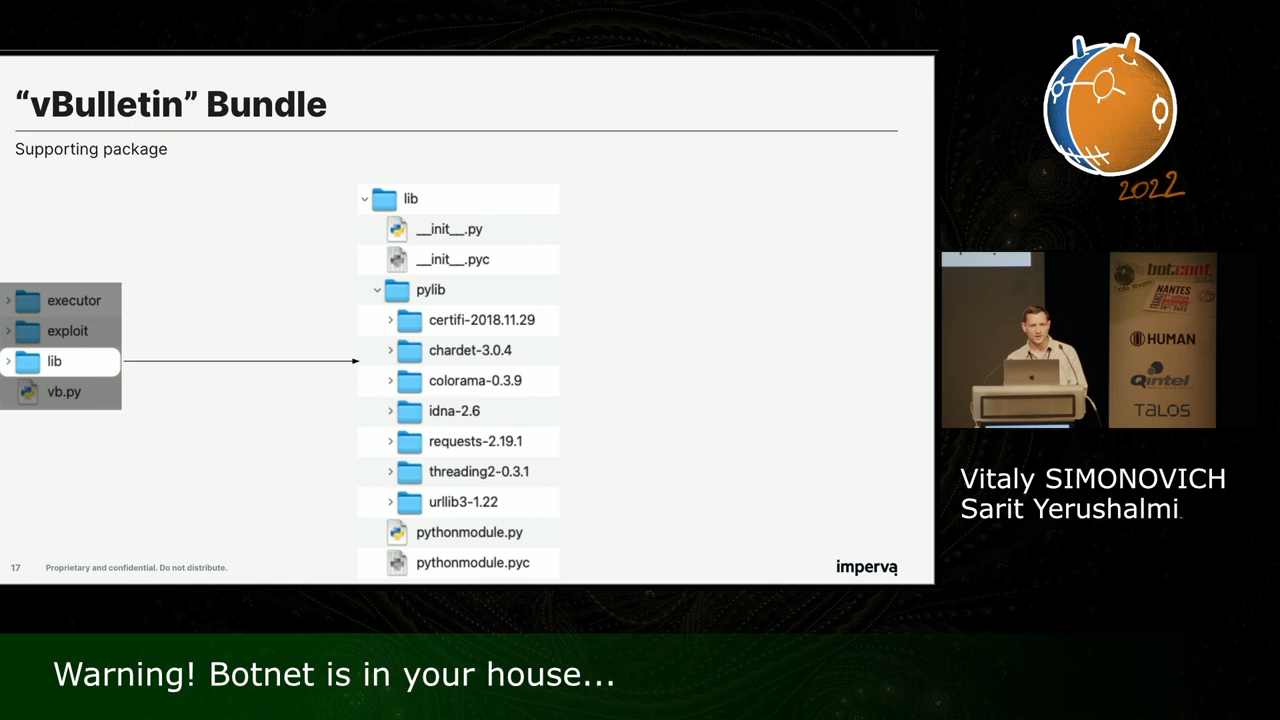 “vBulletin” Bundle
Supporting package
executor
exploit
lib
vb.py
lib
__init__.py
__init__.pyc
pylib
certifi-2018.11.29
chardet-3.0.4
colorama-0.3.9
idna-2.6
requests-2.19.1
threading2-0.3.1
urllib3-1.22
pythonmodule.py
pythonmodule.pyc
17
Proprietary and confidential. Do not distribute.
imperva
2022
botconf
NANTES
HUMAN
Qintel
TALOS
Vitaly SIMONOVICH
Sarit Yerushalmi
Warning! Botnet is in your house...